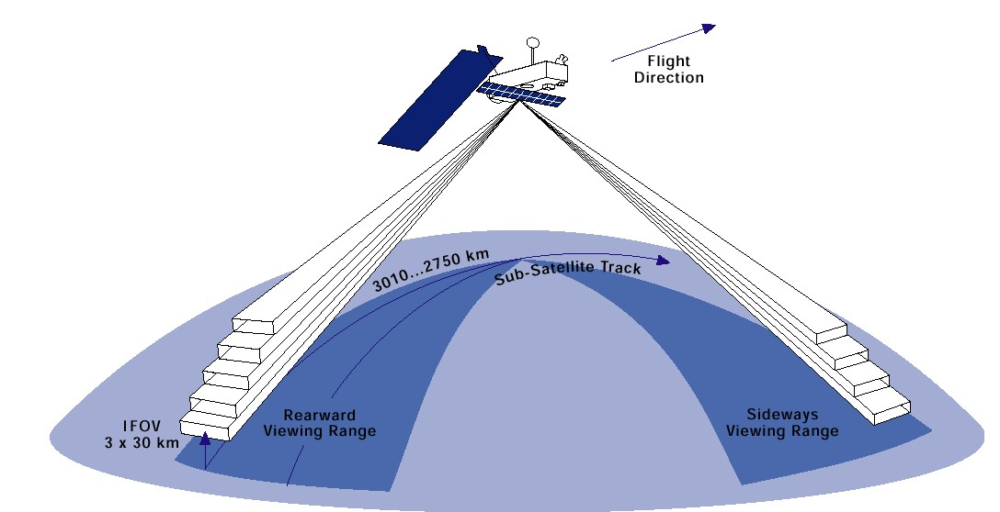 Flight
Direction
3010...2750 km
Sub-Satellite Track
Rearward
Viewing Range
Sideways
Viewing Range
IFOV
3 x 30 km